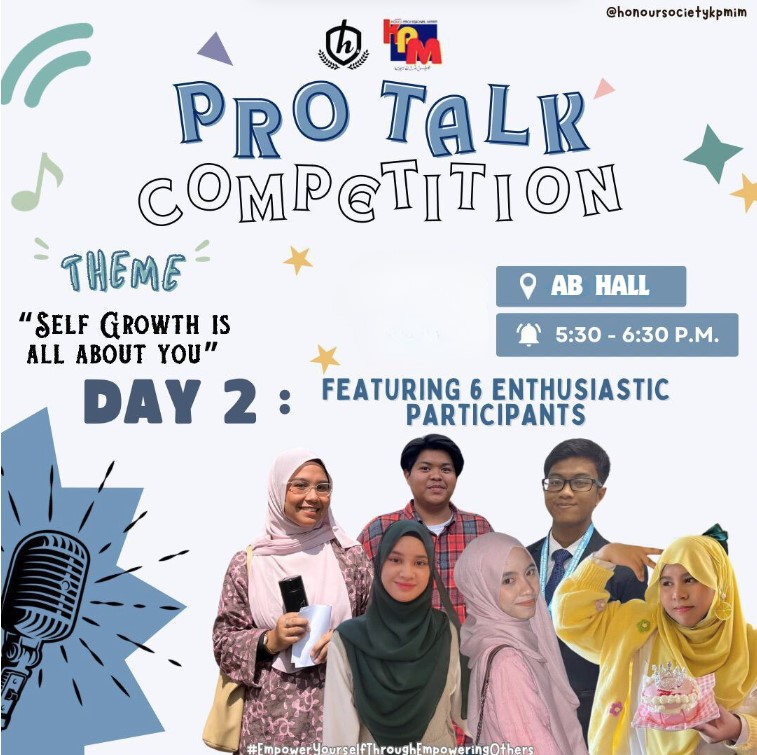 @honoursocietykpmim
h
KPM
PRO TALK
COMPETITION
THEME
"SELF GROWTH IS
ALL ABOUT YOU"
AB HALL
5:30 - 6:30 P.M.
DAY 2 :
FEATURING 6 ENTHUSIASTIC
PARTICIPANTS
#EmpowerYourselfThroughEmpoweringOthers